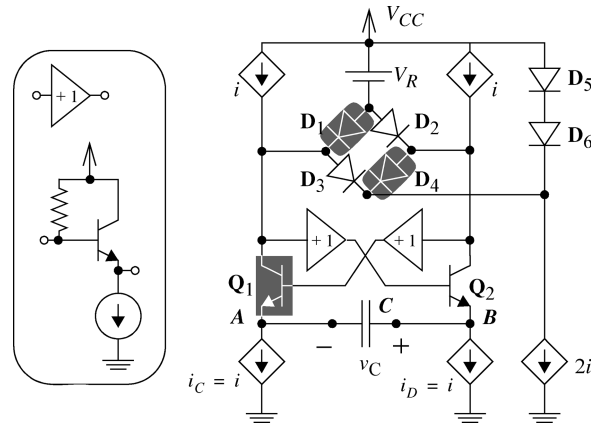 V_CC
+ 1
i
V_R
i
D_5
D_1
D_2
D_6
D_3
D_4
+ 1
+ 1
Q_1
Q_2
A
C
B
−
+
v_C
i_C = i
i_D = i
2i